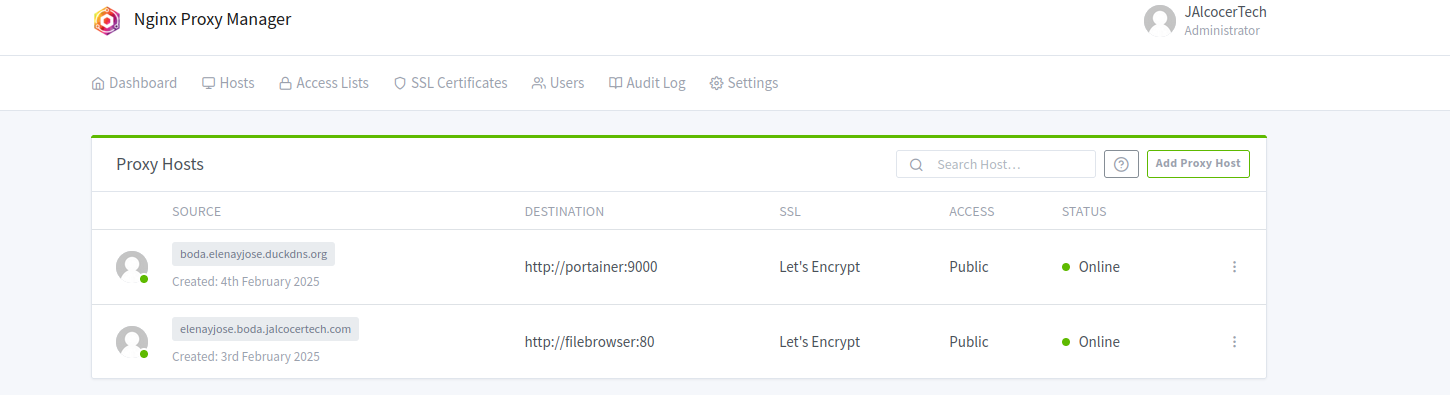 Nginx Proxy Manager
JAlcocerTech
Administrator
Dashboard Hosts Access Lists SSL Certificates Users Audit Log Settings
Proxy Hosts Search Host… Add Proxy Host
SOURCE DESTINATION SSL ACCESS STATUS
boda.elenayjose.duckdns.org
http://portainer:9000 Let's Encrypt Public Online
Created: 4th February 2025
elenayjose.boda.jalcocertech.com
http://filebrowser:80 Let's Encrypt Public Online
Created: 3rd February 2025